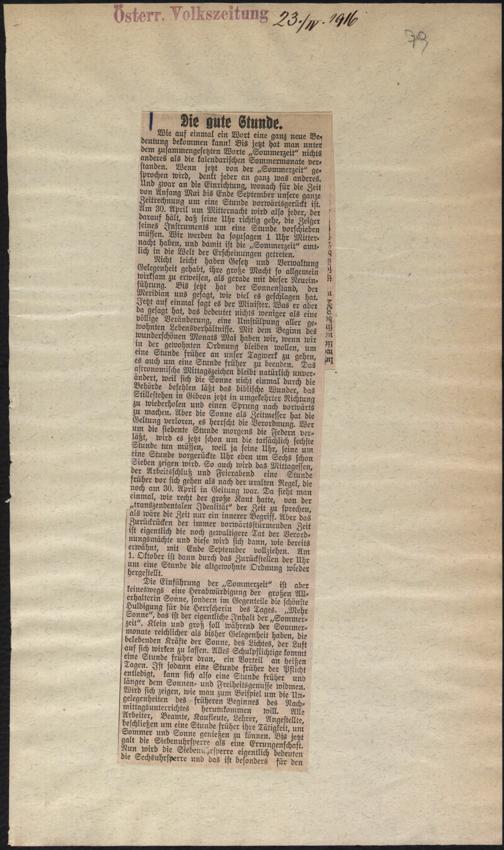 Österr. Volkszeitung 23./IV. 1916
79
Die gute Stunde.
Wie auf einmal ein Wort eine ganz neue Be-
deutung bekommen kann! Bis jetzt hat man unter
dem zusammengesetzten Worte „Sommerzeit" nichts
anderes als die kalendarischen Sommermonate ver-
standen. Wenn jetzt von der „Sommerzeit" ge-
sprochen wird, denkt jeder an ganz was anderes.
Und zwar an die Einrichtung, wonach für die Zeit
von Anfang Mai bis Ende September unsere ganze
Zeitrechnung um eine Stunde vorwärtsgerückt ist.
Am 30. April um Mitternacht wird also jeder, der
darauf hält, daß seine Uhr richtig gehe, die Zeiger
seines Instruments um eine Stunde vorschieben
müssen. Wir werden da sozusagen 1 Uhr Mitter-
nacht haben, und damit ist die „Sommerzeit" amt-
lich in die Welt der Erscheinungen getreten.
Nicht leicht haben Gesetz und Verwaltung
Gelegenheit gehabt, ihre große Macht so allgemein
wirksam zu erweisen, als gerade mit dieser Neuein-
führung. Bis jetzt hat der Sonnenstand, der
Meridian uns gesagt, wie viel es geschlagen hat.
Jetzt auf einmal sagt es der Minister. Was er aber
da gesagt hat, das bedeutet nichts weniger als eine
völlige Veränderung, eine Umstülpung aller ge-
wohnten Lebensverhältnisse. Mit dem Beginn des
wunderschönen Monats Mai haben wir, wenn wir
in der gewohnten Ordnung bleiben wollen, um
eine Stunde früher an unser Tagwerk zu gehen,
es auch um eine Stunde früher zu beenden. Das
astronomische Mittagszeichen bleibt natürlich unver-
ändert, weil sich die Sonne nicht einmal durch die
Behörde befehlen läßt das biblische Wunder, das
Stillestehen in Gibeon jetzt in umgekehrter Richtung
zu wiederholen und einen Sprung nach vorwärts
zu machen. Aber die Sonne als Zeitmesser hat die
Geltung verloren, es herrscht die Verordnung. Wer
um die siebente Stunde morgens die Federn ver-
läßt, wird es jetzt schon um die tatsächlich sechste
Stunde tun müssen, weil ja seine Uhr, seine um
eine Stunde vorgerückte Uhr eben um Sechs schon
Sieben zeigen wird. So auch wird das Mittagessen,
der Arbeitsschluß und Feierabend eine Stunde
früher vor sich gehen als nach der uralten Regel, die
noch am 30. April in Geltung war. Da sieht man
einmal, wie recht der große Kant hatte, von der
„transzendentalen Idealität" der Zeit zu sprechen,
als wäre die Zeit nur ein innerer Begriff. Aber das
Zurückrücken der immer vorwärtsstürmenden Zeit
ist eigentlich die noch gewaltigere Tat der Verord-
nungsmächte und diese wird sich dann, wie bereits
erwähnt, mit Ende September vollziehen. Am
1. Oktober ist dann durch das Zurückstellen der Uhr
um eine Stunde die altgewohnte Ordnung wieder
hergestellt.
Die Einführung der „Sommerzeit" ist aber
keineswegs eine Herabwürdigung der großen All-
erhalterin Sonne, sondern im Gegenteile die schönste
Huldigung für die Herrscherin des Tages. „Mehr
Sonne", das ist der eigentliche Inhalt der „Sommer-
zeit". Klein und groß soll während der Sommer-
monate reichlicher als bisher Gelegenheit haben, die
belebenden Kräfte der Sonne, des Lichtes, der Luft
auf sich wirken zu lassen. Alles Schulpflichtige kommt
eine Stunde früher dran, ein Vorteil an heißen
Tagen. Ist sodann eine Stunde früher der Pflicht
entledigt, kann sich also eine Stunde früher und
länger dem Sonnen- und Freiheitsgenusse widmen.
Wird sich zeigen, wie man zum Beispiel um die Un-
gelegenheiten des früheren Beginnes des Nach-
mittagsunterrichtes herumkommen will. Alle
Arbeiter, Beamte, Kaufleute, Lehrer, Angestellte,
beschließen um eine Stunde früher ihre Tätigkeit, um
Sommer und Sonne genießen zu können. Bis jetzt
galt die Siebenuhrsperre als eine Errungenschaft.
Nun wird die Siebenuhrsperre eigentlich bedeuten
die Sechsuhrsperre und das ist besonders für den